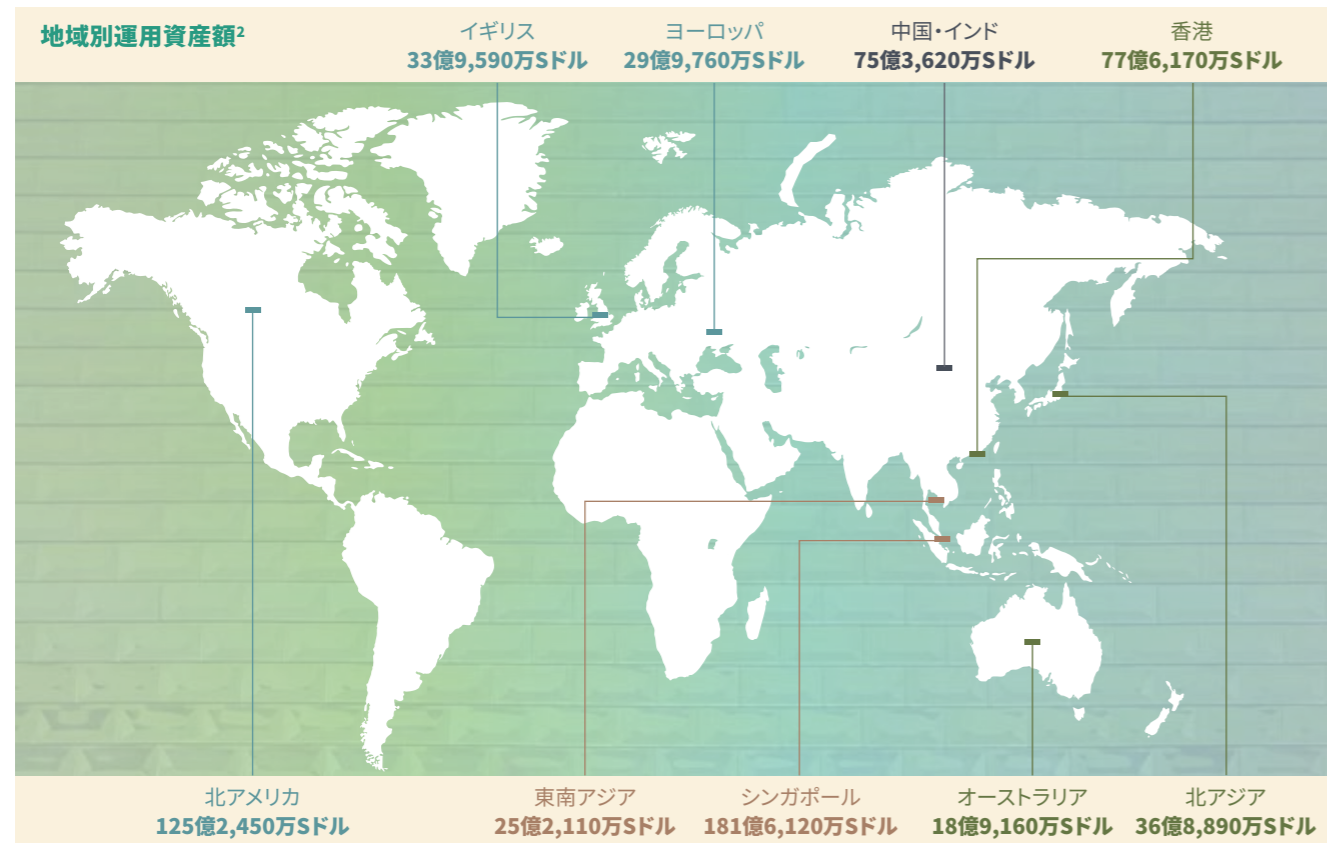 地域別運用資産額²
イギリス
33億9,590万Sドル
ヨーロッパ
29億9,760万Sドル
中国・インド
75億3,620万Sドル
香港
77億6,170万Sドル
北アメリカ
125億2,450万Sドル
東南アジア
25億2,110万Sドル
シンガポール
181億6,120万Sドル
オーストラリア
18億9,160万Sドル
北アジア
36億8,890万Sドル